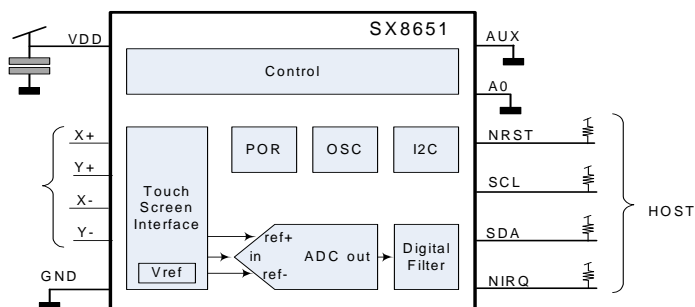 SX8651
VDD
AUX
Control
A0
X+
NRST
POR
OSC
I2C
Y+
Touch
Screen
Interface
SCL
X-
HOST
Y-
ref+
in
ref-
ADC out
Digital
Filter
SDA
GND
Vref
NIRQ